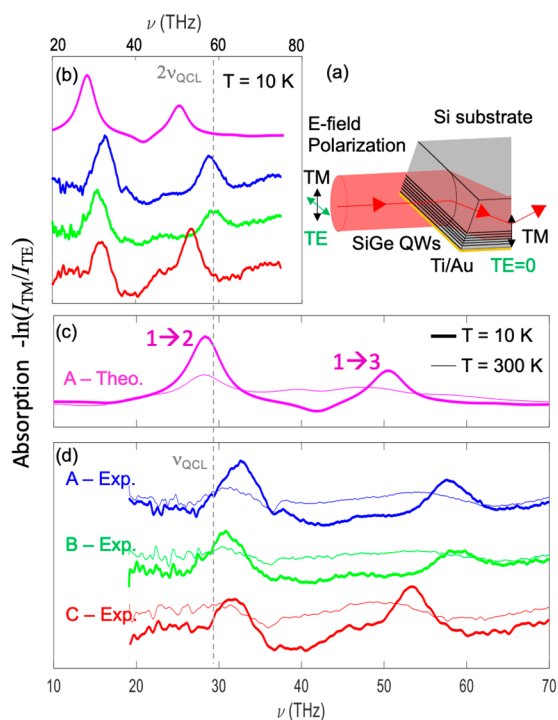 ν (THz)
20 40 60 80
(b)
2ν_QCL
T = 10 K
(a)
Si substrate
E-field
Polarization
TM
TE
SiGe QWs
Ti/Au
TM
TE=0
Absorption -ln(I_TM/I_TE)
(c)
1→2
1→3
T = 10 K
T = 300 K
A – Theo.
(d)
ν_QCL
A – Exp.
B – Exp.
C – Exp.
10 20 30 40 50 60 70
ν (THz)